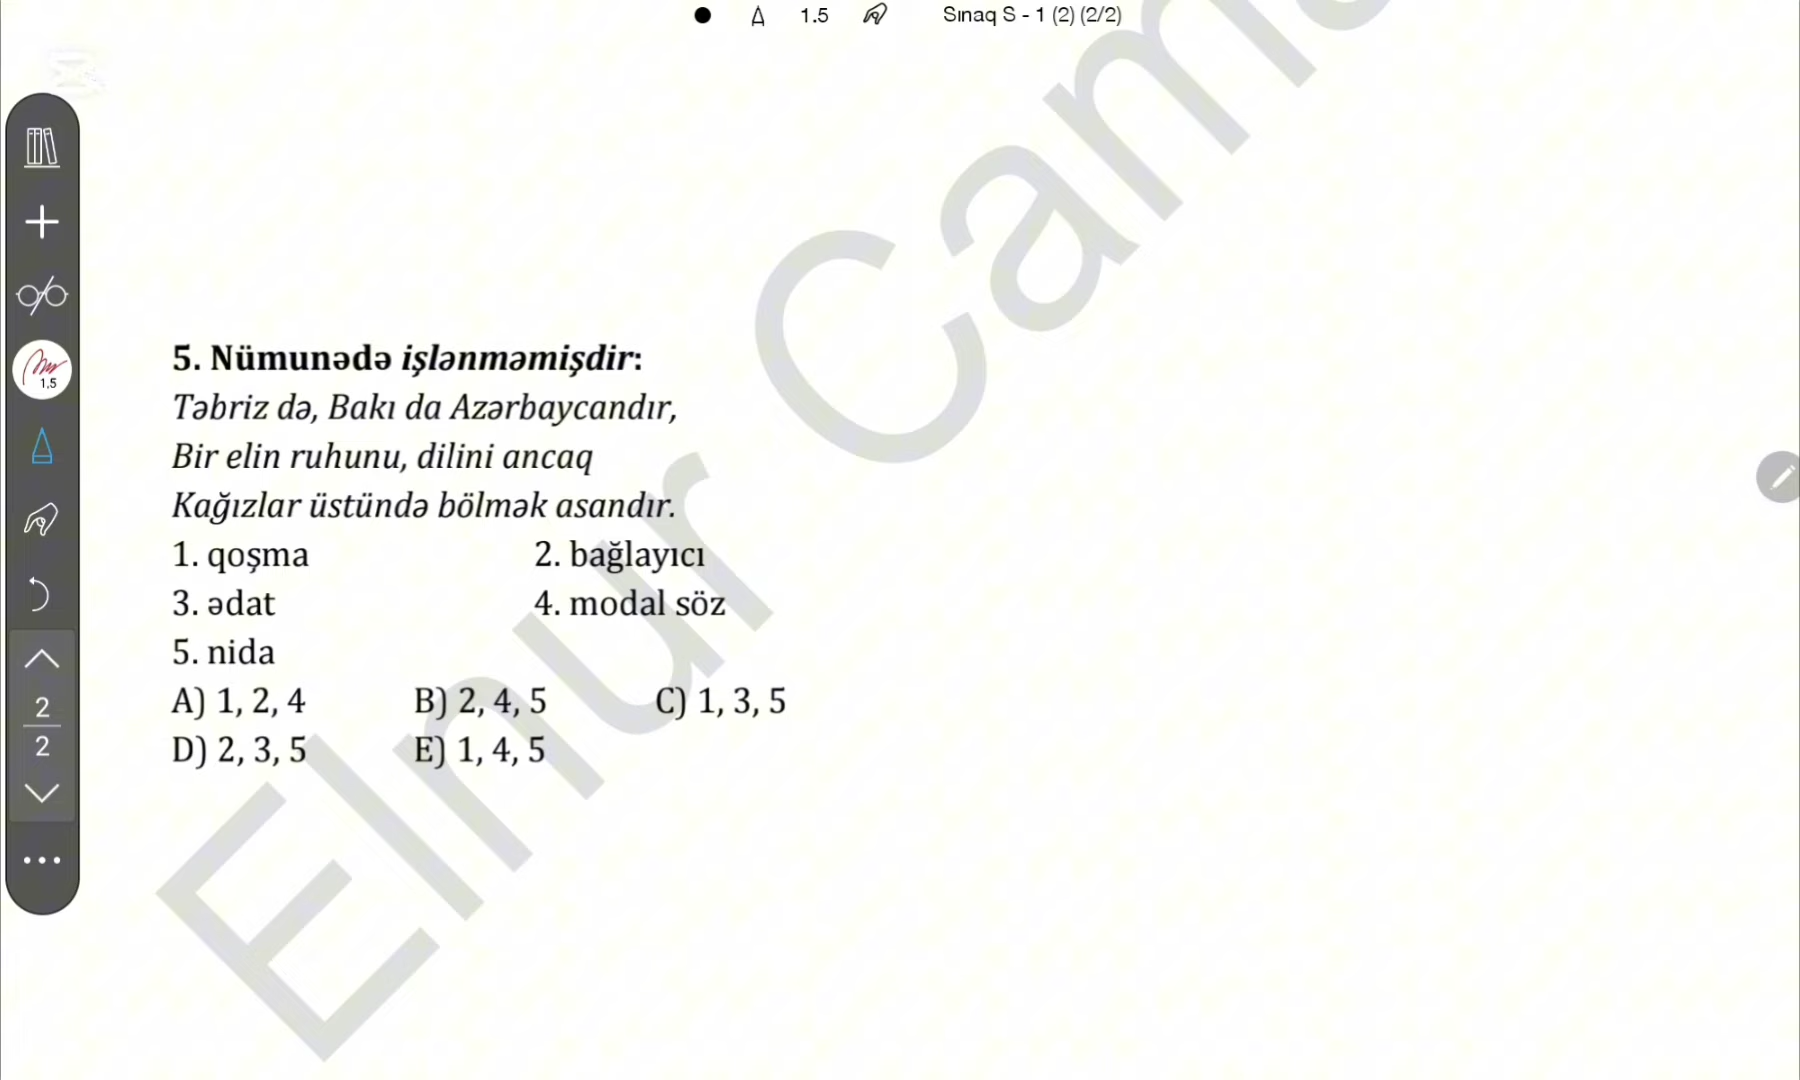 1.5 Sınaq S - 1 (2) (2/2)
1,5
2
2
5. Nümunədə işlənməmişdir:
Təbriz də, Bakı da Azərbaycandır,
Bir elin ruhunu, dilini ancaq
Kağızlar üstündə bölmək asandır.
1. qoşma 2. bağlayıcı
3. ədat 4. modal söz
5. nida
A) 1, 2, 4 B) 2, 4, 5 C) 1, 3, 5
D) 2, 3, 5 E) 1, 4, 5
Elnur Cam